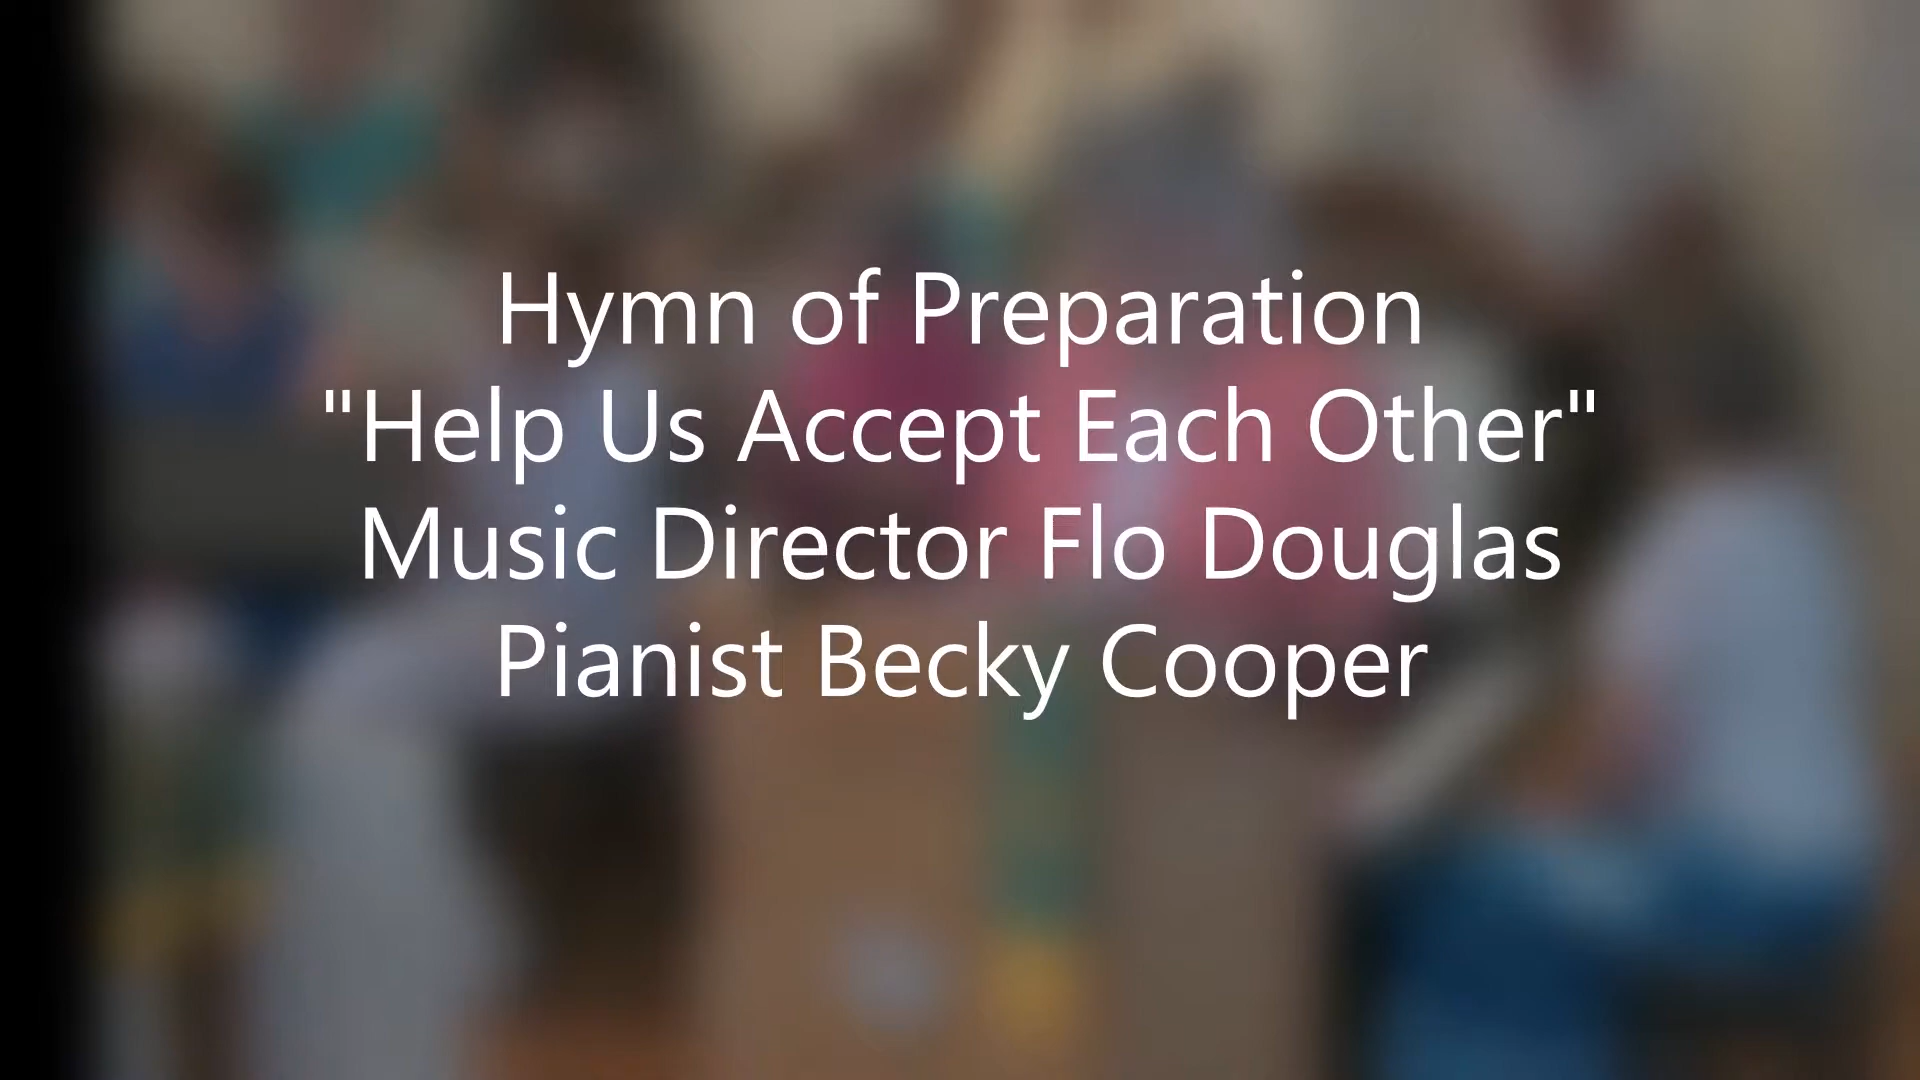 Hymn of Preparation
"Help Us Accept Each Other"
Music Director Flo Douglas
Pianist Becky Cooper